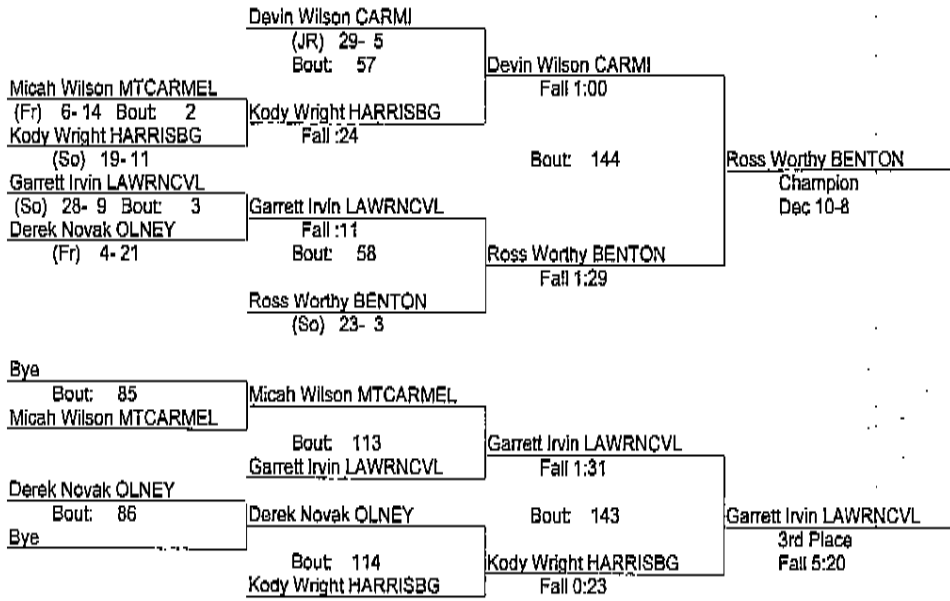 Devin Wilson CARMI
(JR) 29- 5
Bout: 57
Devin Wilson CARMI
Fall 1:00
Micah Wilson MTCARMEL
(Fr) 6- 14 Bout: 2
Kody Wright HARRISBG
Fall :24
Kody Wright HARRISBG
(So) 19- 11
Bout: 144
Ross Worthy BENTON
Champion
Dec 10-8
Garrett Irvin LAWRNCVL
(So) 28- 9 Bout: 3
Garrett Irvin LAWRNCVL
Fall :11
Derek Novak OLNEY
(Fr) 4- 21
Bout: 58
Ross Worthy BENTON
Fall 1:29
Ross Worthy BENTON
(So) 23- 3
Bye
Bout: 85
Micah Wilson MTCARMEL
Micah Wilson MTCARMEL
Bout: 113
Garrett Irvin LAWRNCVL
Garrett Irvin LAWRNCVL
Fall 1:31
Derek Novak OLNEY
Bout: 86
Derek Novak OLNEY
Bout: 143
Garrett Irvin LAWRNCVL
3rd Place
Fall 5:20
Bye
Bout: 114
Kody Wright HARRISBG
Kody Wright HARRISBG
Fall 0:23